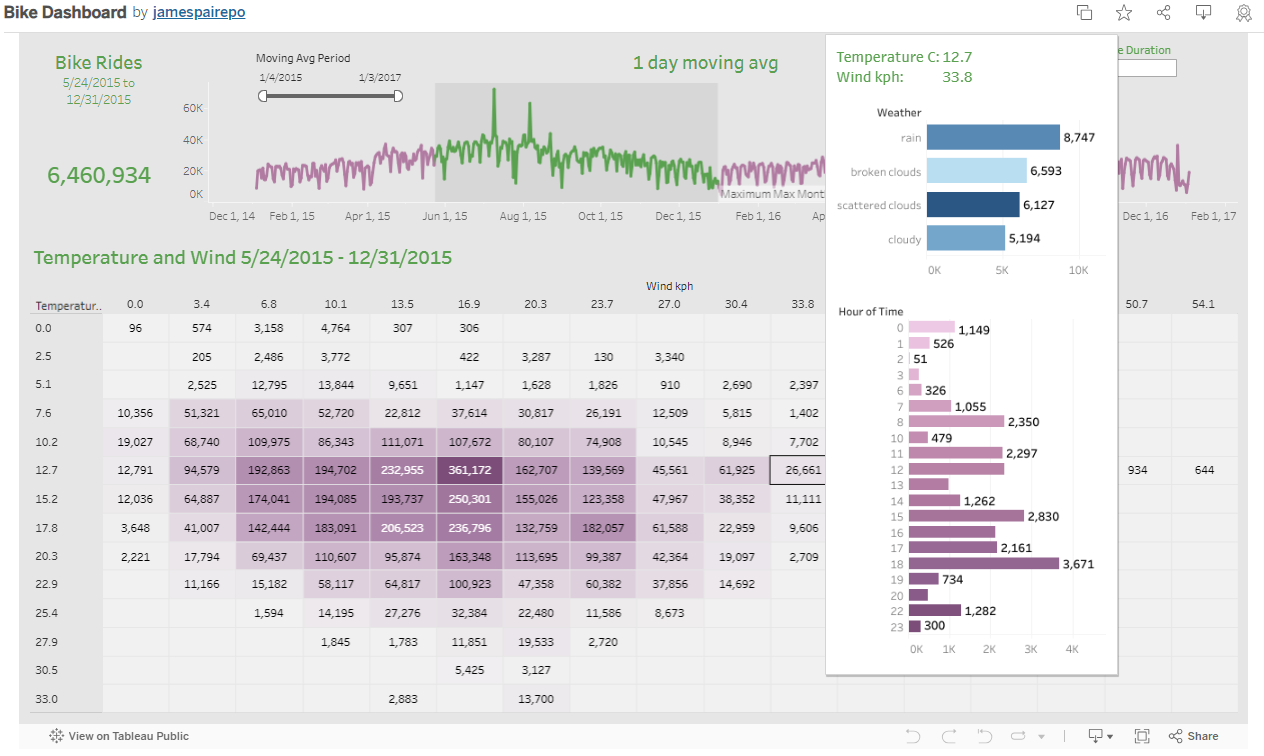 Bike Dashboard by jamespairepo
Bike Rides
5/24/2015 to
12/31/2015
6,460,934
Moving Avg Period
1/4/2015 1/3/2017
1 day moving avg
60K
40K
20K
0K
Maximum Max Mont
Dec 1, 14 Feb 1, 15 Apr 1, 15 Jun 1, 15 Aug 1, 15 Oct 1, 15 Dec 1, 15 Feb 1, 16 Ap Dec 1, 16 Feb 1, 17
e Duration
Temperature and Wind 5/24/2015 - 12/31/2015
Wind kph
Temperatur.. 0.0 3.4 6.8 10.1 13.5 16.9 20.3 23.7 27.0 30.4 33.8 50.7 54.1
0.0 96 574 3,158 4,764 307 306
2.5 205 2,486 3,772 422 3,287 130 3,340
5.1 2,525 12,795 13,844 9,651 1,147 1,628 1,826 910 2,690 2,397
7.6 10,356 51,321 65,010 52,720 22,812 37,614 30,817 26,191 12,509 5,815 1,402
10.2 19,027 68,740 109,975 86,343 111,071 107,672 80,107 74,908 10,545 8,946 7,702
12.7 12,791 94,579 192,863 194,702 232,955 361,172 162,707 139,569 45,561 61,925 26,661 934 644
15.2 12,036 64,887 174,041 194,085 193,737 250,301 155,026 123,358 47,967 38,352 11,111
17.8 3,648 41,007 142,444 183,091 206,523 236,796 132,759 182,057 61,588 22,959 9,606
20.3 2,221 17,794 69,437 110,607 95,874 163,348 113,695 99,387 42,364 19,097 2,709
22.9 11,166 15,182 58,117 64,817 100,923 47,358 60,382 37,856 14,692
25.4 1,594 14,195 27,276 32,384 22,480 11,586 8,673
27.9 1,845 1,783 11,851 19,533 2,720
30.5 5,425 3,127
33.0 2,883 13,700
Temperature C: 12.7
Wind kph: 33.8
Weather
rain 8,747
broken clouds 6,593
scattered clouds 6,127
cloudy 5,194
0K 5K 10K
Hour of Time
0 1,149
1 526
2 51
3
6 326
7 1,055
8 2,350
10 479
11 2,297
12
13
14 1,262
15 2,830
16
17 2,161
18 3,671
19 734
20
22 1,282
23 300
0K 1K 2K 3K 4K
View on Tableau Public
Share